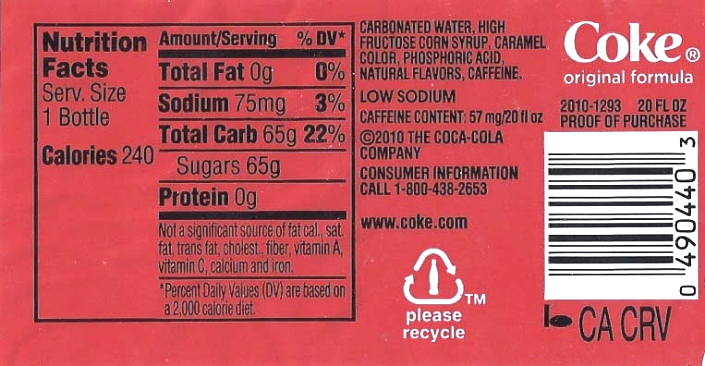 Nutrition
Facts
Serv. Size
1 Bottle
Calories 240
Amount/Serving % DV*
Total Fat 0g 0%
Sodium 75mg 3%
Total Carb 65g 22%
Sugars 65g
Protein 0g
Not a significant source of fat cal., sat.
fat, trans fat, cholest., fiber, vitamin A,
vitamin C, calcium and iron.
*Percent Daily Values (DV) are based on
a 2,000 calorie diet.
CARBONATED WATER, HIGH
FRUCTOSE CORN SYRUP, CARAMEL
COLOR, PHOSPHORIC ACID,
NATURAL FLAVORS, CAFFEINE.
LOW SODIUM
CAFFEINE CONTENT: 57 mg/20 fl oz
©2010 THE COCA-COLA
COMPANY
CONSUMER INFORMATION
CALL 1-800-438-2653
www.coke.com
TM
please
recycle
Coke®
original formula
2010-1293 20 FL OZ
PROOF OF PURCHASE
0 490440 3
CA CRV